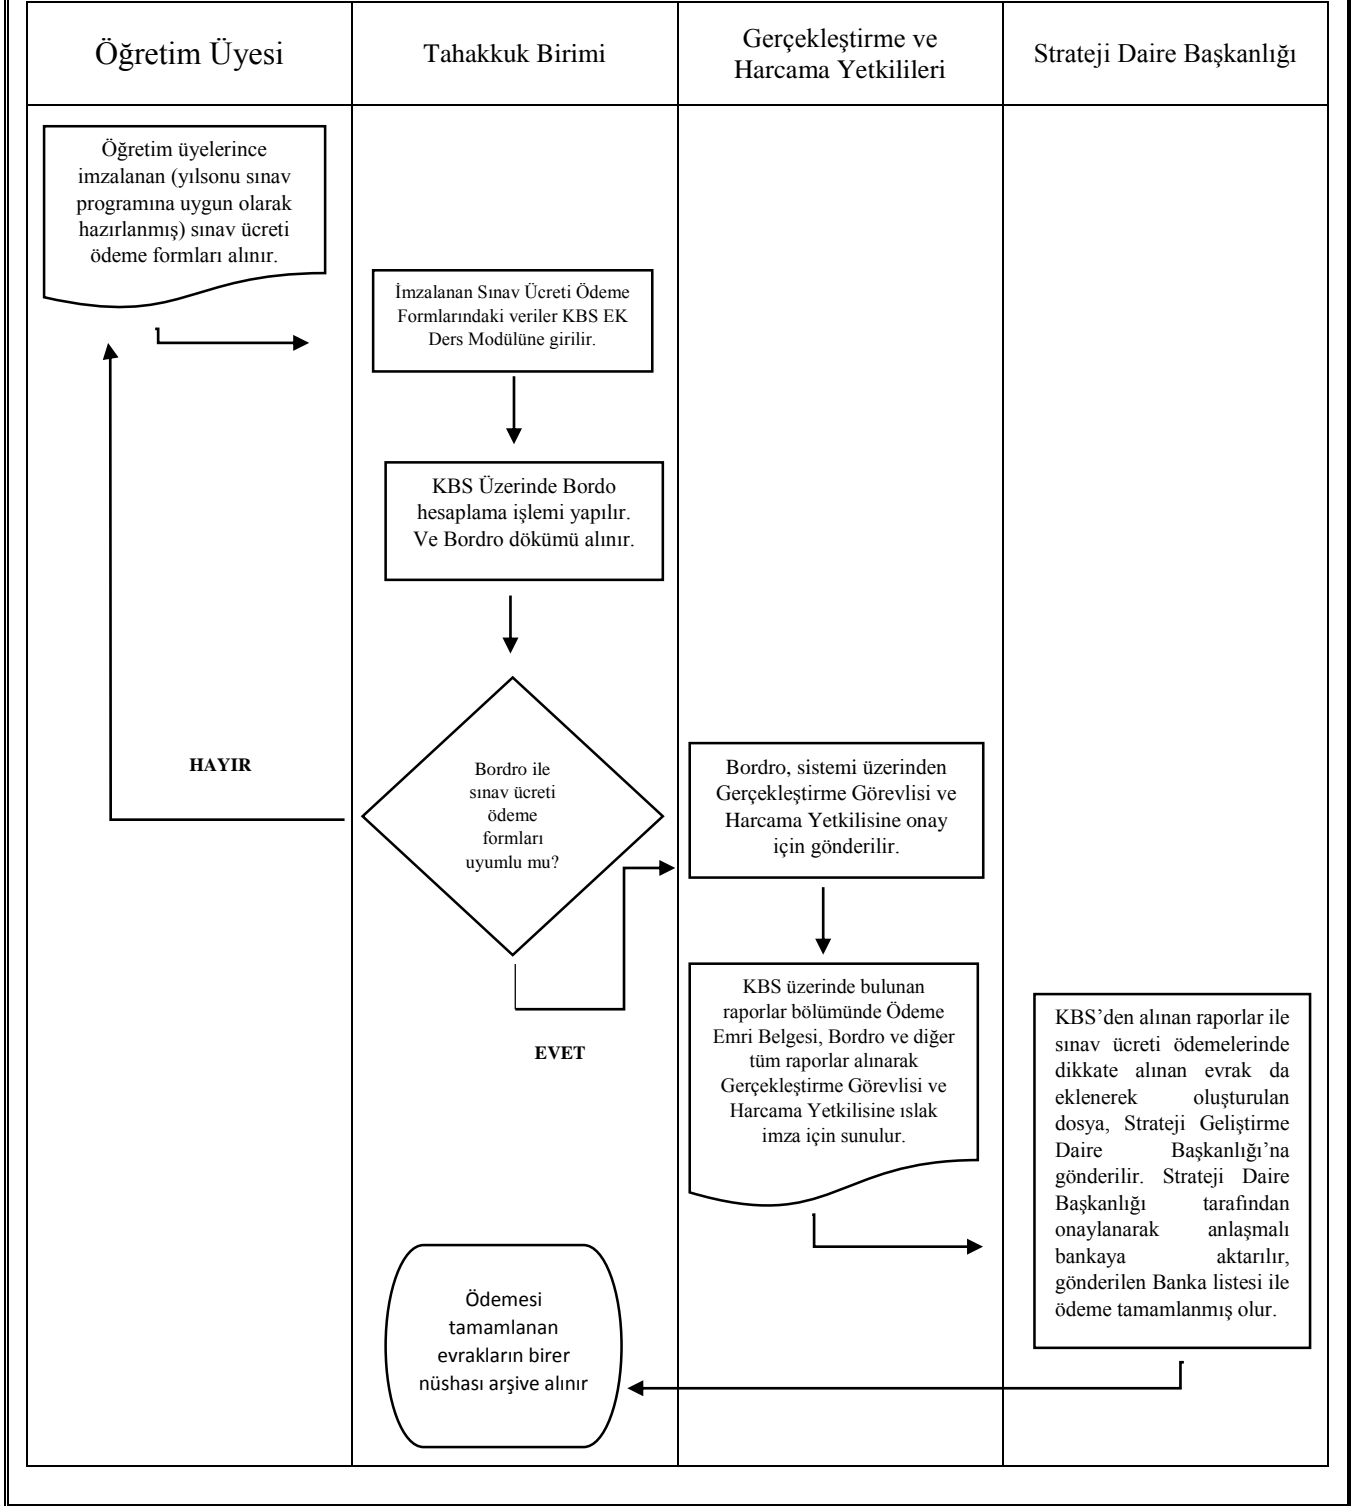 Öğretim Üyesi
Tahakkuk Birimi
Gerçekleştirme ve
Harcama Yetkilileri
Strateji Daire Başkanlığı
Öğretim üyelerince
imzalanan (yılsonu sınav
programına uygun olarak
hazırlanmış) sınav ücreti
ödeme formları alınır.
İmzalanan Sınav Ücreti Ödeme
Formlarındaki veriler KBS EK
Ders Modülüne girilir.
KBS Üzerinde Bordo
hesaplama işlemi yapılır.
Ve Bordro dökümü alınır.
HAYIR
Bordro ile
sınav ücreti
ödeme
formları
uyumlu mu?
EVET
Bordro, sistemi üzerinden
Gerçekleştirme Görevlisi ve
Harcama Yetkilisine onay
için gönderilir.
KBS üzerinde bulunan
raporlar bölümünde Ödeme
Emri Belgesi, Bordro ve diğer
tüm raporlar alınarak
Gerçekleştirme Görevlisi ve
Harcama Yetkilisine ıslak
imza için sunulur.
KBS’den alınan raporlar ile
sınav ücreti ödemelerinde
dikkate alınan evrak da
eklenerek oluşturulan
dosya, Strateji Geliştirme
Daire Başkanlığı’na
gönderilir. Strateji Daire
Başkanlığı tarafından
onaylanarak anlaşmalı
bankaya aktarılır,
gönderilen Banka listesi ile
ödeme tamamlanmış olur.
Ödemesi
tamamlanan
evrakların birer
nüshası arşive alınır